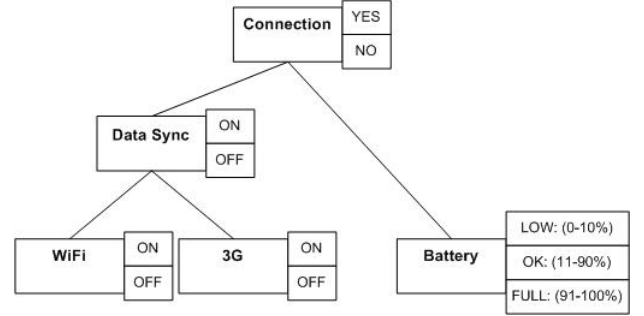 Connection
YES
NO
Data Sync
ON
OFF
WiFi
ON
OFF
3G
ON
OFF
Battery
LOW: (0-10%)
OK: (11-90%)
FULL: (91-100%)